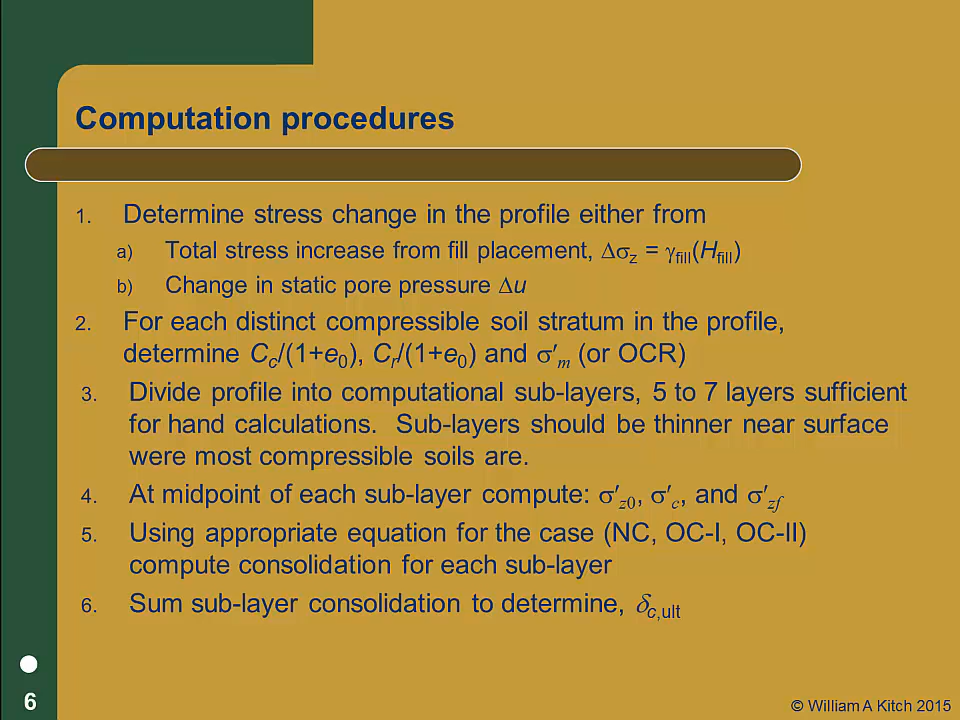 Computation procedures
1. Determine stress change in the profile either from
a) Total stress increase from fill placement, Δσz = γfill(Hfill)
b) Change in static pore pressure Δu
2. For each distinct compressible soil stratum in the profile,
determine Cc/(1+e0), Cr/(1+e0) and σ′m (or OCR)
3. Divide profile into computational sub-layers, 5 to 7 layers sufficient
for hand calculations. Sub-layers should be thinner near surface
were most compressible soils are.
4. At midpoint of each sub-layer compute: σ′z0, σ′c, and σ′zf
5. Using appropriate equation for the case (NC, OC-I, OC-II)
compute consolidation for each sub-layer
6. Sum sub-layer consolidation to determine, δc,ult
6
© William A Kitch 2015